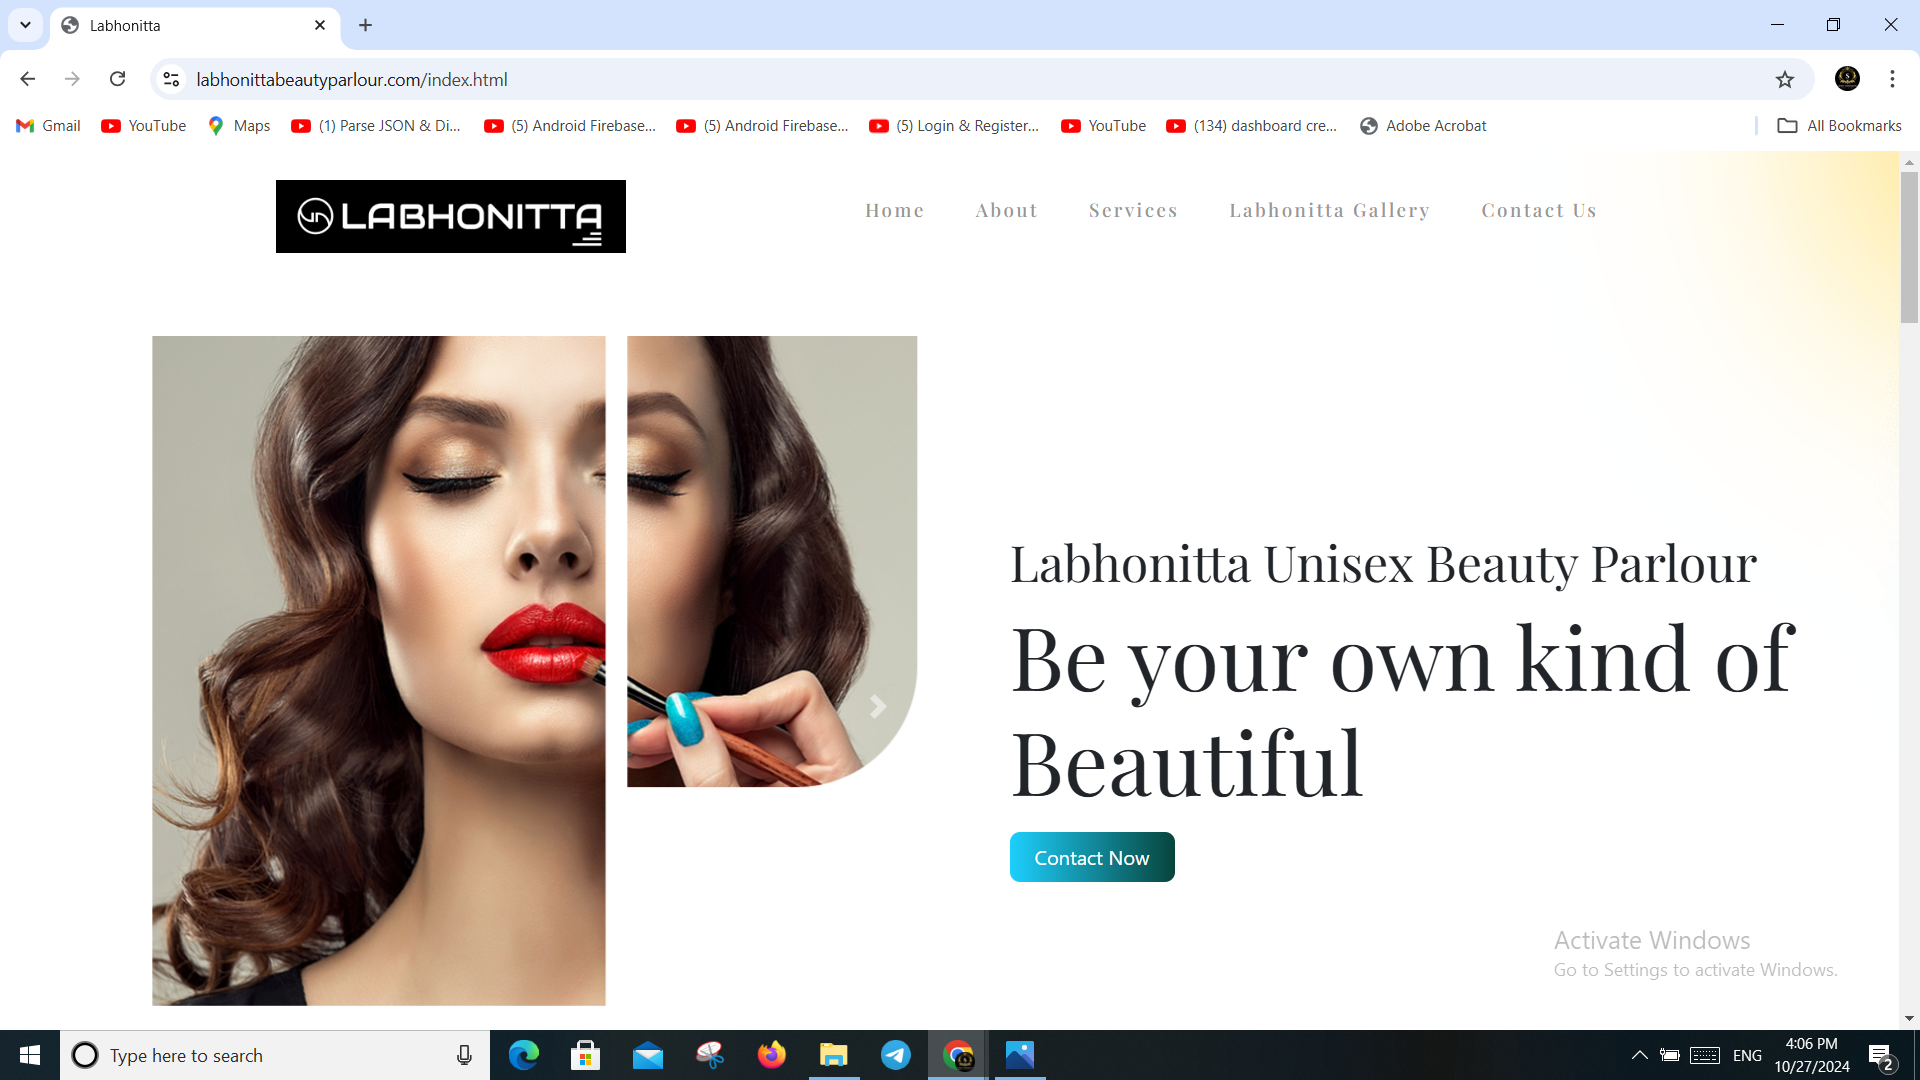 Labhonitta
labhonittabeautyparlour.com/index.html
Gmail YouTube Maps (1) Parse JSON & Di... (5) Android Firebase... (5) Android Firebase... (5) Login & Register... YouTube (134) dashboard cre... Adobe Acrobat All Bookmarks
LABHONITTA
Home About Services Labhonitta Gallery Contact Us
Labhonitta Unisex Beauty Parlour
Be your own kind of
Beautiful
Contact Now
Activate Windows
Go to Settings to activate Windows.
Type here to search
ENG
4:06 PM
10/27/2024
2